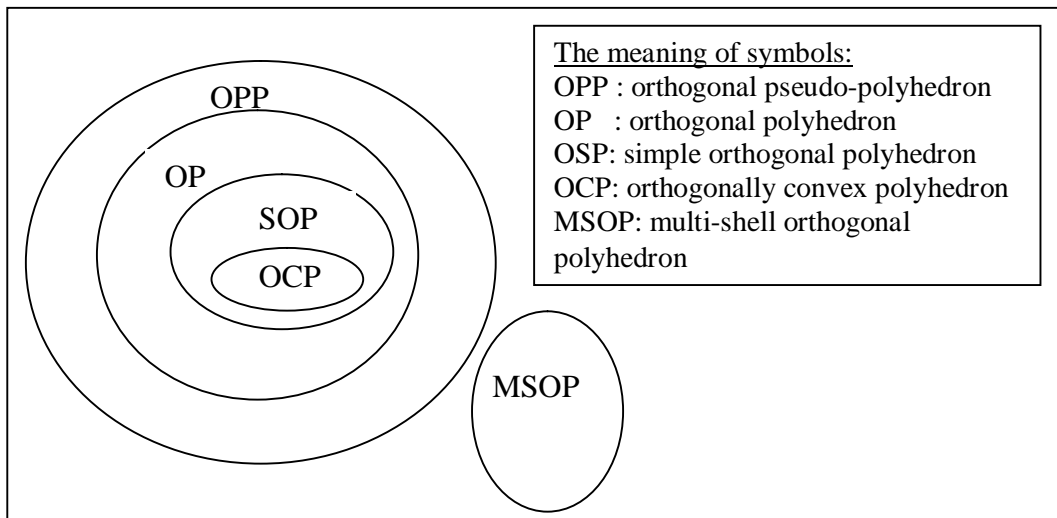 OPP
OP
SOP
OCP
MSOP
The meaning of symbols:
OPP : orthogonal pseudo-polyhedron
OP : orthogonal polyhedron
OSP: simple orthogonal polyhedron
OCP: orthogonally convex polyhedron
MSOP: multi-shell orthogonal
polyhedron